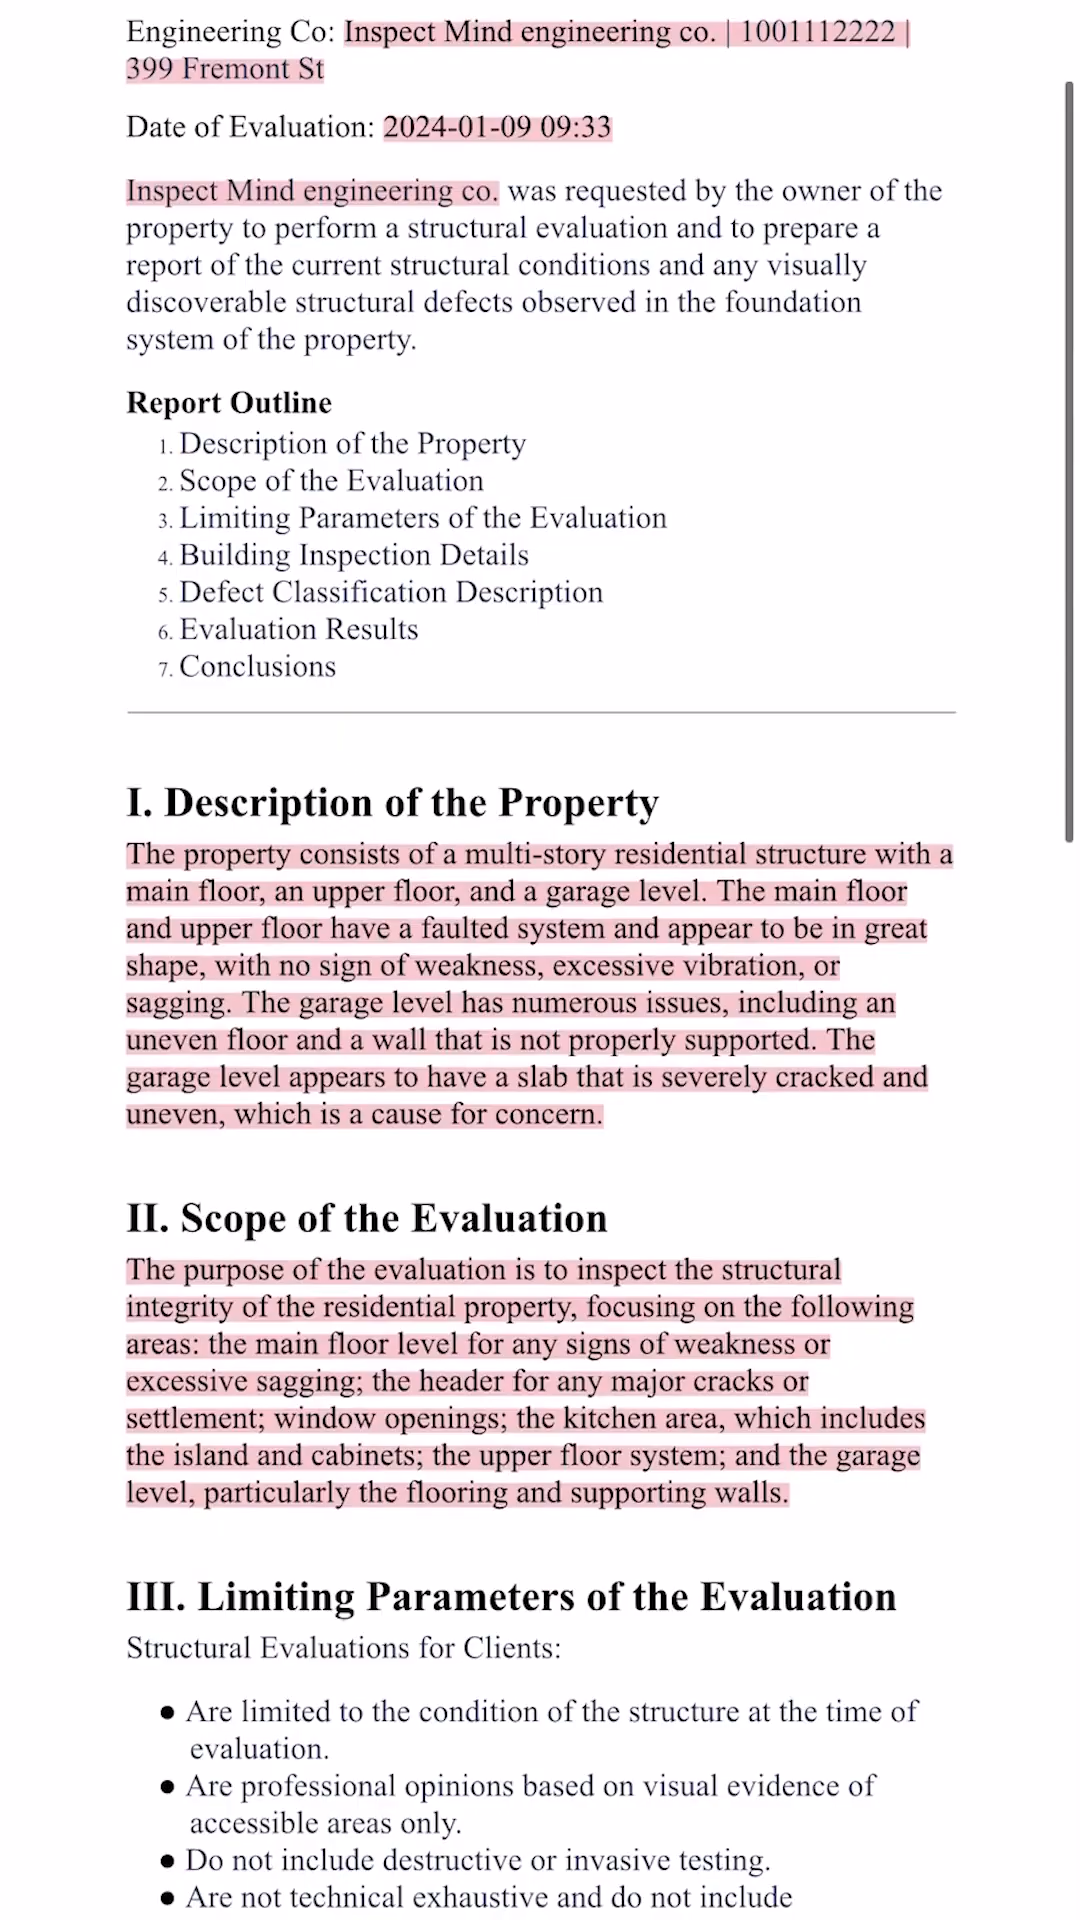 Engineering Co: Inspect Mind engineering co. | 1001112222 |
399 Fremont St
Date of Evaluation: 2024-01-09 09:33
Inspect Mind engineering co. was requested by the owner of the
property to perform a structural evaluation and to prepare a
report of the current structural conditions and any visually
discoverable structural defects observed in the foundation
system of the property.
Report Outline
1. Description of the Property
2. Scope of the Evaluation
3. Limiting Parameters of the Evaluation
4. Building Inspection Details
5. Defect Classification Description
6. Evaluation Results
7. Conclusions
I. Description of the Property
The property consists of a multi-story residential structure with a
main floor, an upper floor, and a garage level. The main floor
and upper floor have a faulted system and appear to be in great
shape, with no sign of weakness, excessive vibration, or
sagging. The garage level has numerous issues, including an
uneven floor and a wall that is not properly supported. The
garage level appears to have a slab that is severely cracked and
uneven, which is a cause for concern.
II. Scope of the Evaluation
The purpose of the evaluation is to inspect the structural
integrity of the residential property, focusing on the following
areas: the main floor level for any signs of weakness or
excessive sagging; the header for any major cracks or
settlement; window openings; the kitchen area, which includes
the island and cabinets; the upper floor system; and the garage
level, particularly the flooring and supporting walls.
III. Limiting Parameters of the Evaluation
Structural Evaluations for Clients:
● Are limited to the condition of the structure at the time of
evaluation.
● Are professional opinions based on visual evidence of
accessible areas only.
● Do not include destructive or invasive testing.
● Are not technical exhaustive and do not include